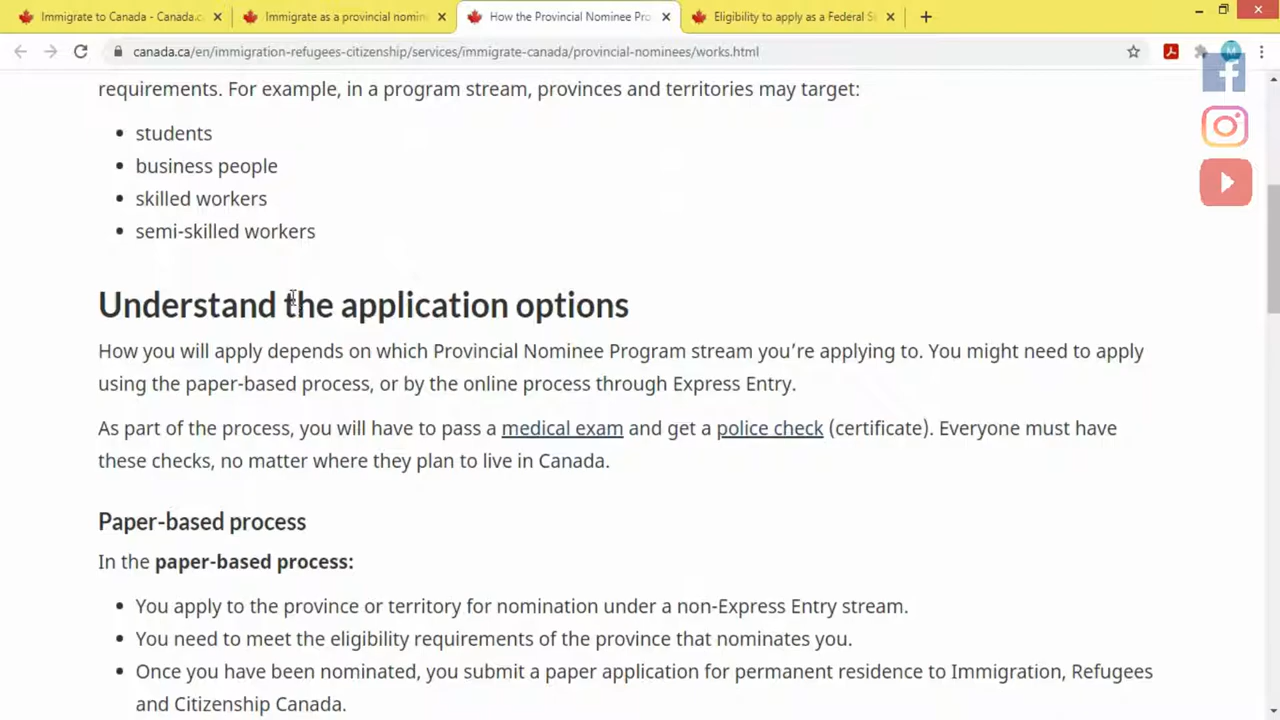 Immigrate to Canada - Canada.c
Immigrate as a provincial nomin
How the Provincial Nominee Pro
Eligibility to apply as a Federal S
canada.ca/en/immigration-refugees-citizenship/services/immigrate-canada/provincial-nominees/works.html
requirements. For example, in a program stream, provinces and territories may target:
• students
• business people
• skilled workers
• semi-skilled workers
Understand the application options
How you will apply depends on which Provincial Nominee Program stream you're applying to. You might need to apply
using the paper-based process, or by the online process through Express Entry.
As part of the process, you will have to pass a medical exam and get a police check (certificate). Everyone must have
these checks, no matter where they plan to live in Canada.
Paper-based process
In the paper-based process:
• You apply to the province or territory for nomination under a non-Express Entry stream.
• You need to meet the eligibility requirements of the province that nominates you.
• Once you have been nominated, you submit a paper application for permanent residence to Immigration, Refugees
and Citizenship Canada.